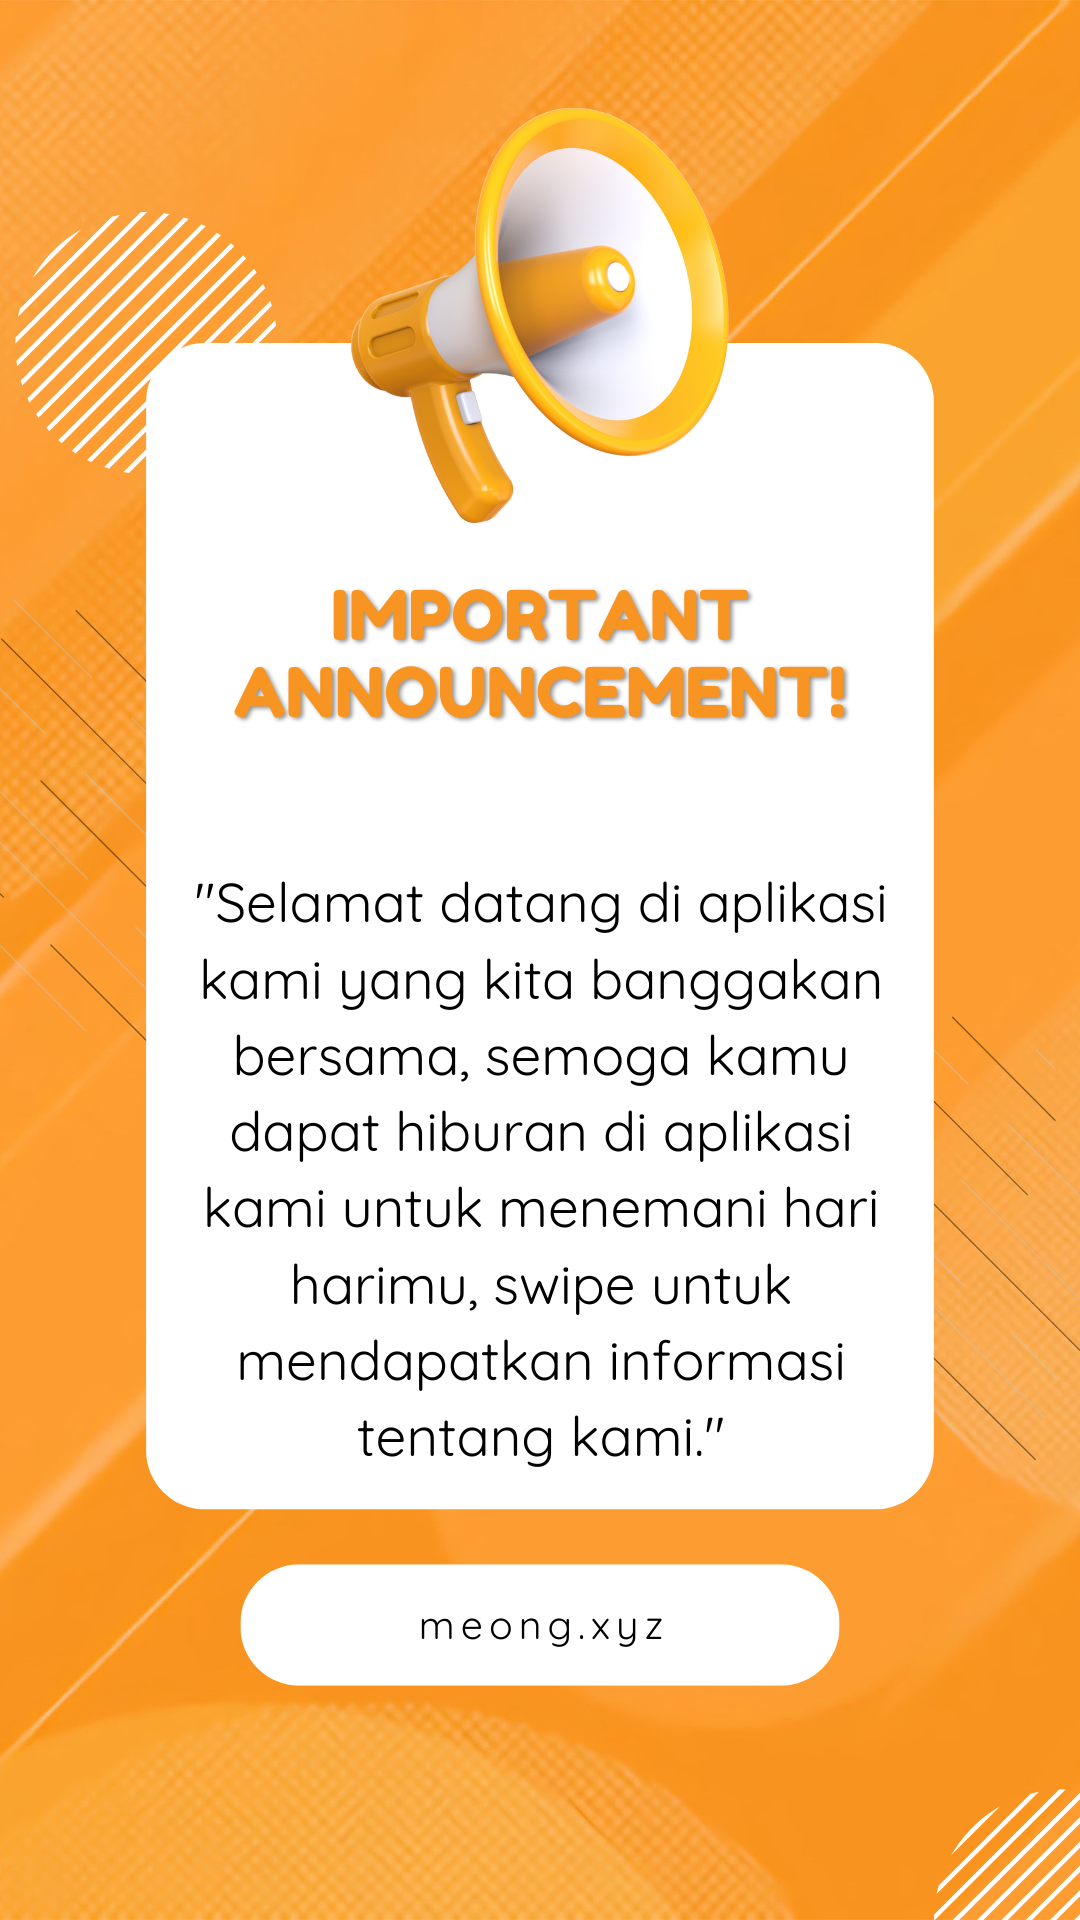 IMPORTANT
ANNOUNCEMENT!
"Selamat datang di aplikasi
kami yang kita banggakan
bersama, semoga kamu
dapat hiburan di aplikasi
kami untuk menemani hari
harimu, swipe untuk
mendapatkan informasi
tentang kami."
meong.xyz